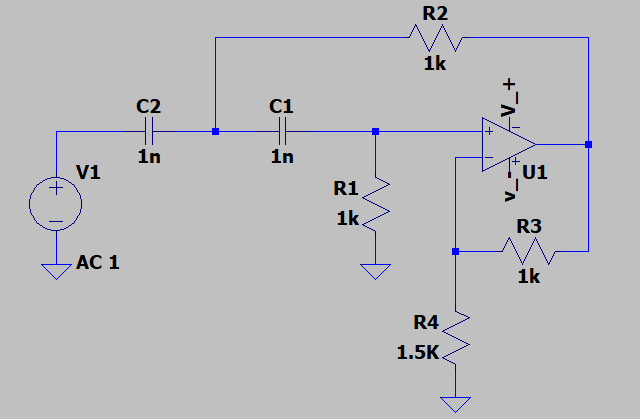 R2
1k
V_+
C2
C1
1n
1n
+
−
−
+
U1
V_-
V1
+
−
R1
1k
R3
1k
AC 1
R4
1.5K